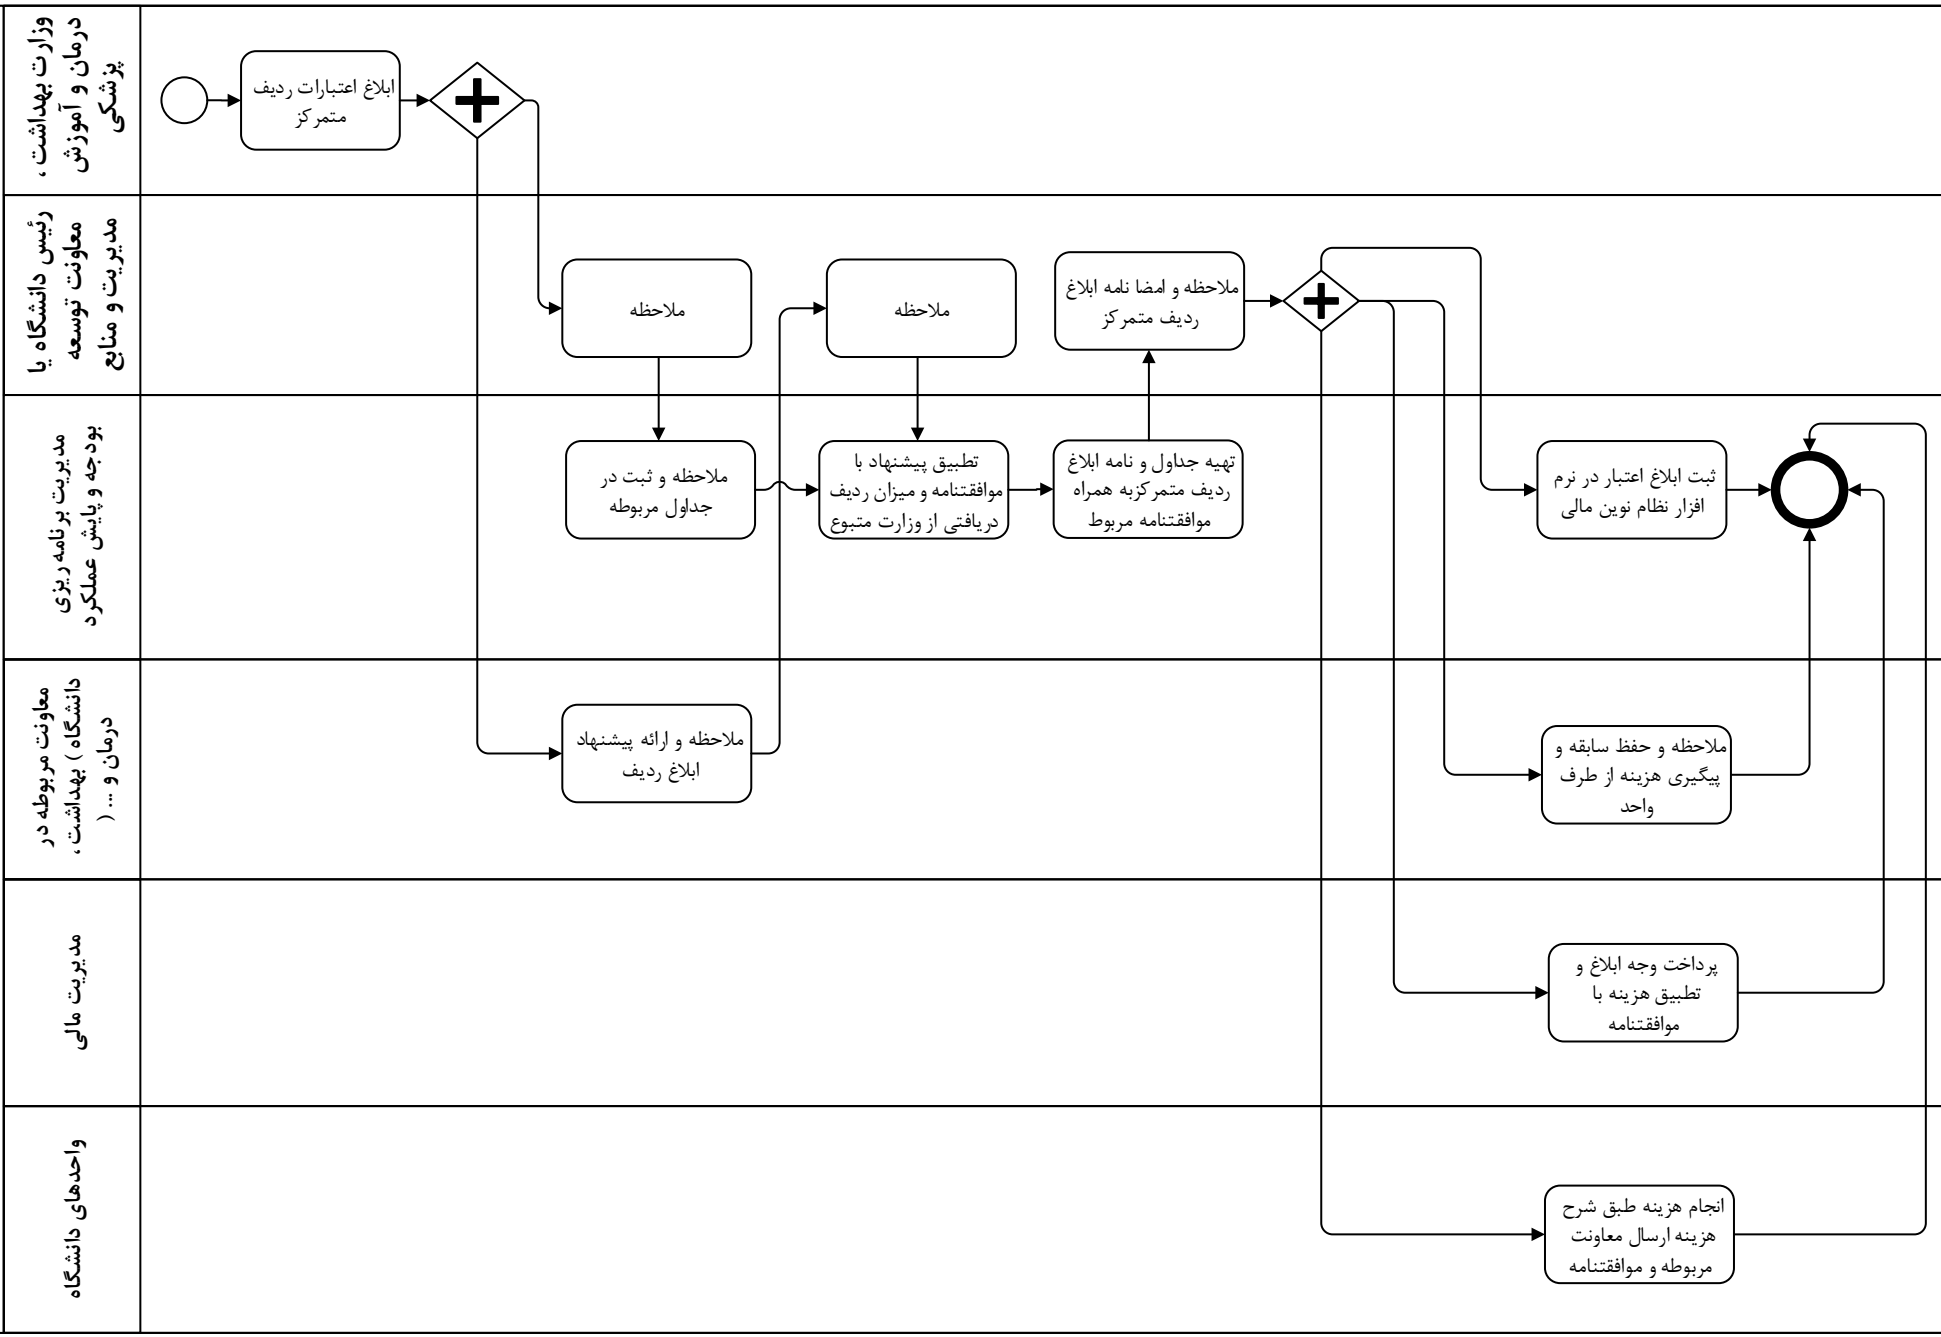 وزارت بهداشت ،
درمان و آموزش
پزشکی
ابلاغ اعتبارات ردیف
متمرکز
رئیس دانشگاه یا
معاونت توسعه
مدیریت و منابع
ملاحظه
ملاحظه
ملاحظه و امضا نامه ابلاغ
ردیف متمرکز
مدیریت برنامه ریزی
بودجه و پایش عملکرد
ملاحظه و ثبت در
جداول مربوطه
تطبیق پیشنهاد با
موافقتنامه و میزان ردیف
دریافتی از وزارت متبوع
تهیه جداول و نامه ابلاغ
ردیف متمرکزبه همراه
موافقتنامه مربوط
ثبت ابلاغ اعتبار در نرم
افزار نظام نوین مالی
معاونت مربوطه در
دانشگاه ) بهداشت ،
درمان و ... (
ملاحظه و ارائه پیشنهاد
ابلاغ ردیف
ملاحظه و حفظ سابقه و
پیگیری هزینه از طرف
واحد
مدیریت مالی
پرداخت وجه ابلاغ و
تطبیق هزینه با
موافقتنامه
واحدهای دانشگاه
انجام هزینه طبق شرح
هزینه ارسال معاونت
مربوطه و موافقتنامه